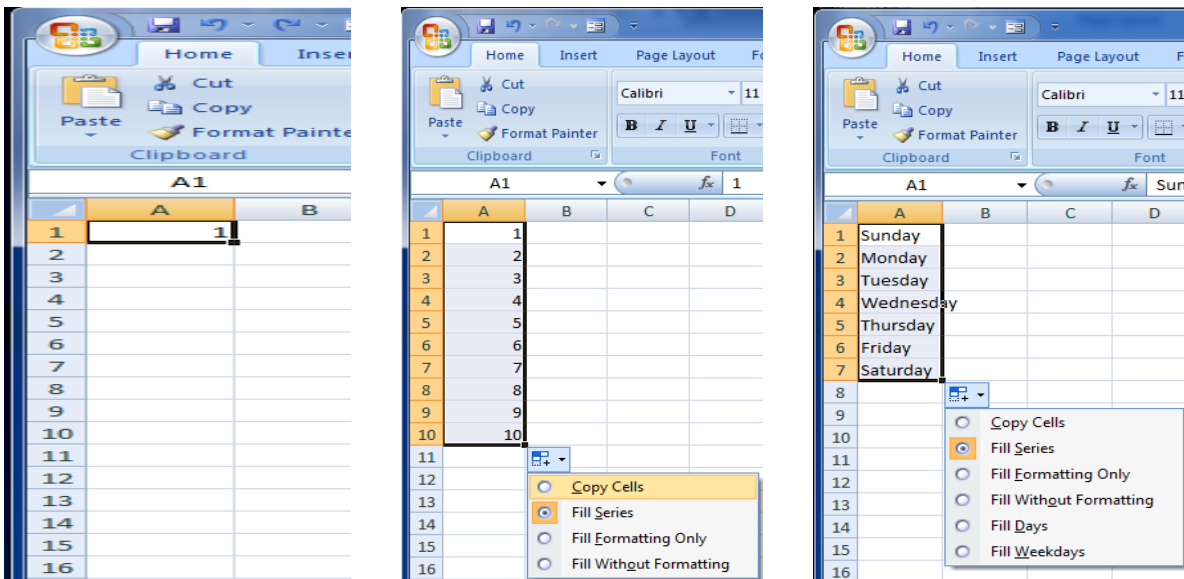 Home Inser
Cut
Copy
Paste
Format Painte
Clipboard
A1
A B
1 1
2
3
4
5
6
7
8
9
10
11
12
13
14
15
16
Home Insert Page Layout Fo
Cut
Copy
Paste
Format Painter
Calibri 11
B I U
Clipboard Font
A1 fx 1
A B C D
1 1
2 2
3 3
4 4
5 5
6 6
7 7
8 8
9 9
10 10
11
12 Copy Cells
13 Fill Series
14
15 Fill Formatting Only
16 Fill Without Formatting
Home Insert Page Layout F
Cut
Copy
Paste
Format Painter
Calibri 11
B I U
Clipboard Font
A1 fx Sun
A B C D
1 Sunday
2 Monday
3 Tuesday
4 Wednesday
5 Thursday
6 Friday
7 Saturday
8
9 Copy Cells
10
11 Fill Series
12 Fill Formatting Only
13 Fill Without Formatting
14 Fill Days
15 Fill Weekdays
16